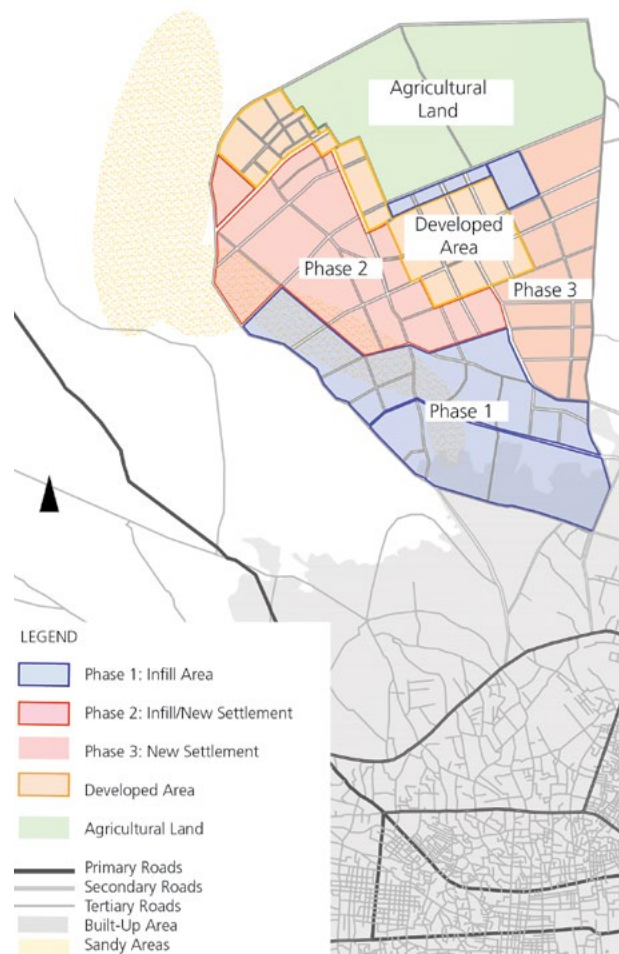 Agricultural
Land
Developed
Area
Phase 2
Phase 3
Phase 1
LEGEND
Phase 1: Infill Area
Phase 2: Infill/New Settlement
Phase 3: New Settlement
Developed Area
Agricultural Land
Primary Roads
Secondary Roads
Tertiary Roads
Built-Up Area
Sandy Areas